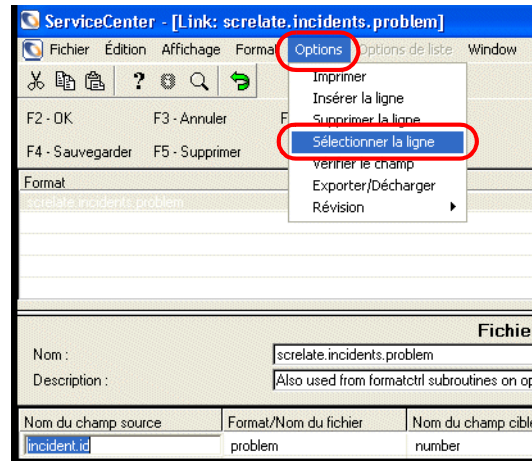 ServiceCenter - [Link: screlate.incidents.problem]
Fichier Édition Affichage Format Options Options de liste Window
Imprimer
Insérer la ligne
Supprimer la ligne
Sélectionner la ligne
Vérifier le champ
Exporter/Décharger
Révision
F2 - OK F3 - Annuler F
F4 - Sauvegarder F5 - Supprimer
Format
screlate.incidents.problem
Fichie
Nom : screlate.incidents.problem
Description : Also used from formatctrl subroutines on op
Nom du champ source Format/Nom du fichier Nom du champ cible
incident.id problem number